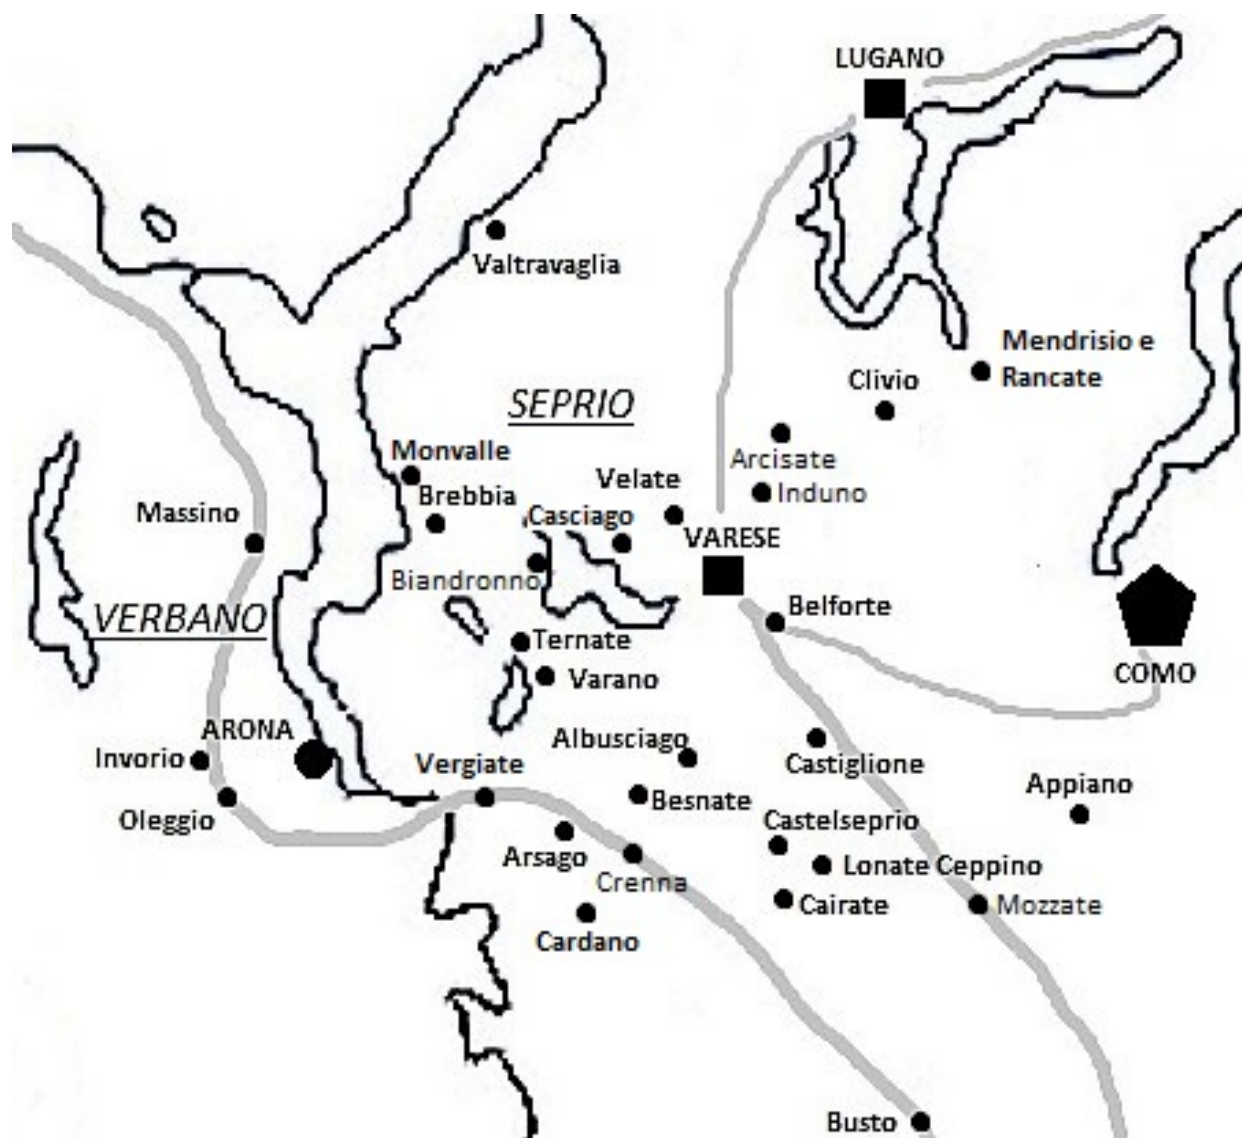 LUGANO
Valtravaglia
Mendrisio e
Rancate
Clivio
SEPRIO
Monvalle
Arcisate
Velate
Induno
Brebbia
Massino
Casciago
VARESE
Biandronno
Belforte
VERBANO
Ternate
COMO
Varano
ARONA
Albusciago
Invorio
Vergiate
Castiglione
Appiano
Besnate
Oleggio
Castelseprio
Arsago
Lonate Ceppino
Crenna
Cairate
Mozzate
Cardano
Busto